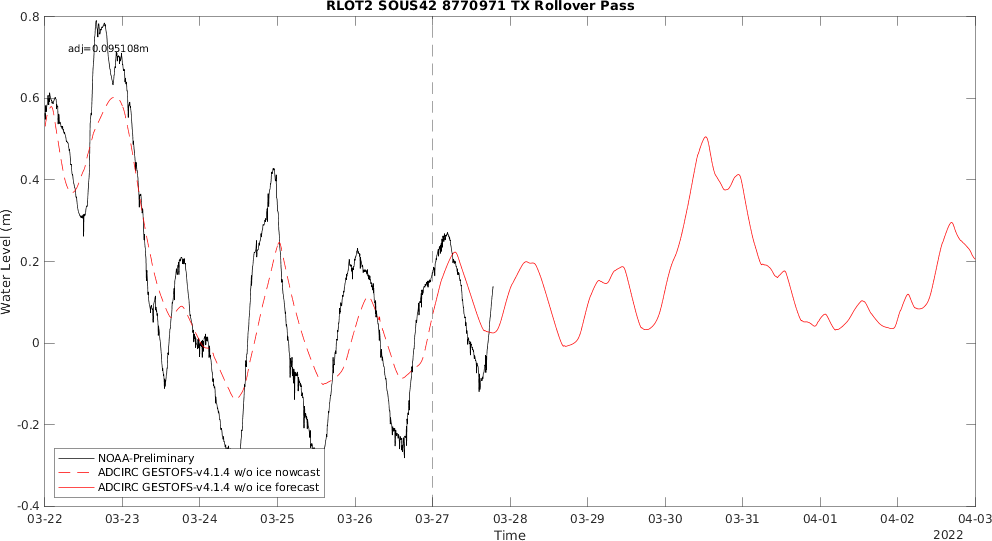 RLOT2 SOUS42 8770971 TX Rollover Pass
adj=0.095108m
Water Level (m)
0.8
0.6
0.4
0.2
0
-0.2
-0.4
NOAA-Preliminary
ADCIRC GESTOFS-v4.1.4 w/o ice nowcast
ADCIRC GESTOFS-v4.1.4 w/o ice forecast
03-22 03-23 03-24 03-25 03-26 03-27 03-28 03-29 03-30 03-31 04-01 04-02 04-03
Time
2022